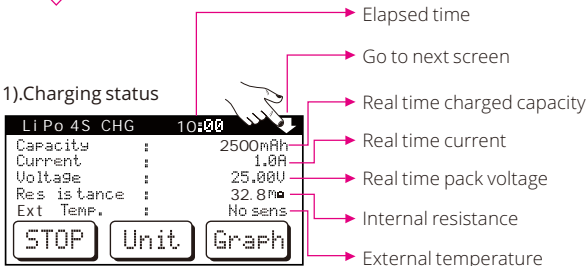 Elapsed time
Go to next screen
1).Charging status
Real time charged capacity
LiPo 4S CHG 10:00
Capacity : 2500mAh
Current : 1.0A
Real time current
Voltage : 25.00V
Real time pack voltage
Res istance : 32.8mΩ
Internal resistance
Ext Temp. : No sens
STOP Unit Graph
External temperature